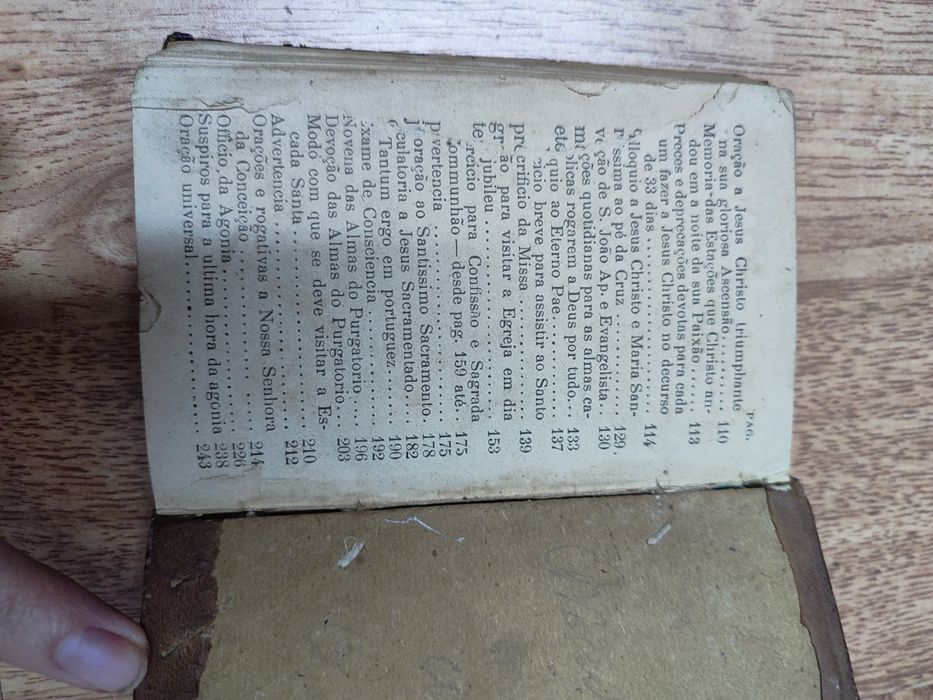 PAG.
Oração a Jesus Christo triumphante
na sua gloriosa Ascensão....... 110
Memoria das Estações que Christo an-
dou em a noite da sua Paixão.... 113
Preces e deprecações devotas para cada
um fazer a Jesus Christo no decurso
de 33 dias............ 114
olloquio a Jesus Christo e Maria San-
ssima ao pé da Cruz........ 129
ção de S. João Ap. e Evangelista. 130
ções quotidianas para as almas ca-
olicas rogarem a Deus por tudo... 133
quio ao Eterno Pae......... 137
cicio breve para assistir ao Santo
crificio da Missa......... 139
ão para visitar a Egreja em dia
jubileu.............. 153
ercicio para Confissão e Sagrada
ommunhão—desde pag. 159 até. 175
vertencia............ 175
oração ao Santissimo Sacramento 178
culatoria a Jesus Sacramentado.. 182
Tantum ergo em portuguez..... 190
xame de Consciencia........ 192
Novena das Almas do Purgatorio... 196
Devoção das Almas do Purgatorio... 203
Modo com que se deve visitar a Es-
cada Santa............ 210
Advertencia............. 212
Orações e rogativas a Nossa Senhora
da Conceição........... 214
Officio da Agonia.......... 226
Suspiros para a ultima hora da agonia 238
Oração universal........... 243